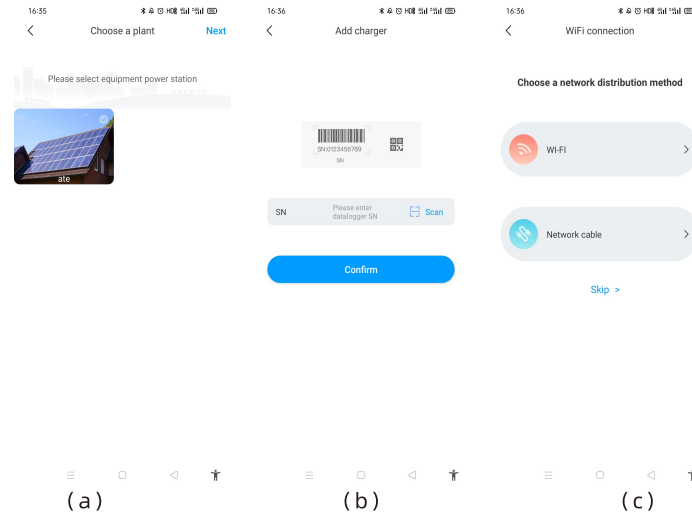 16:35
Choose a plant
Next
Please select equipment power station
ate
(a)
16:36
Add charger
SN:0123456789
SN
SN
Please enter
datalogger SN
Scan
Confirm
(b)
16:36
WiFi connection
Choose a network distribution method
WI-FI
Network cable
Skip >
(c)